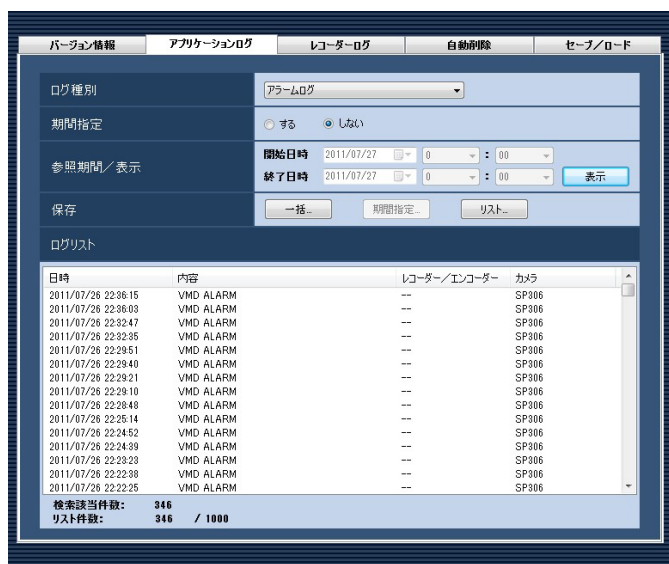 バージョン情報 アプリケーションログ レコーダーログ 自動削除 セーブ／ロード
ログ種別 アラームログ
期間指定 する しない
参照期間／表示
開始日時 2011/07/27 0 : 00
終了日時 2011/07/27 0 : 00 表示
保存 一括... 期間指定... リスト...
ログリスト
日時 内容 レコーダー／エンコーダー カメラ
2011/07/26 22:36:15 VMD ALARM -- SP306
2011/07/26 22:36:03 VMD ALARM -- SP306
2011/07/26 22:32:47 VMD ALARM -- SP306
2011/07/26 22:32:35 VMD ALARM -- SP306
2011/07/26 22:29:51 VMD ALARM -- SP306
2011/07/26 22:29:40 VMD ALARM -- SP306
2011/07/26 22:29:21 VMD ALARM -- SP306
2011/07/26 22:29:10 VMD ALARM -- SP306
2011/07/26 22:28:48 VMD ALARM -- SP306
2011/07/26 22:25:14 VMD ALARM -- SP306
2011/07/26 22:24:52 VMD ALARM -- SP306
2011/07/26 22:24:39 VMD ALARM -- SP306
2011/07/26 22:23:23 VMD ALARM -- SP306
2011/07/26 22:22:38 VMD ALARM -- SP306
2011/07/26 22:22:25 VMD ALARM -- SP306
検索該当件数: 346
リスト件数: 346 / 1000